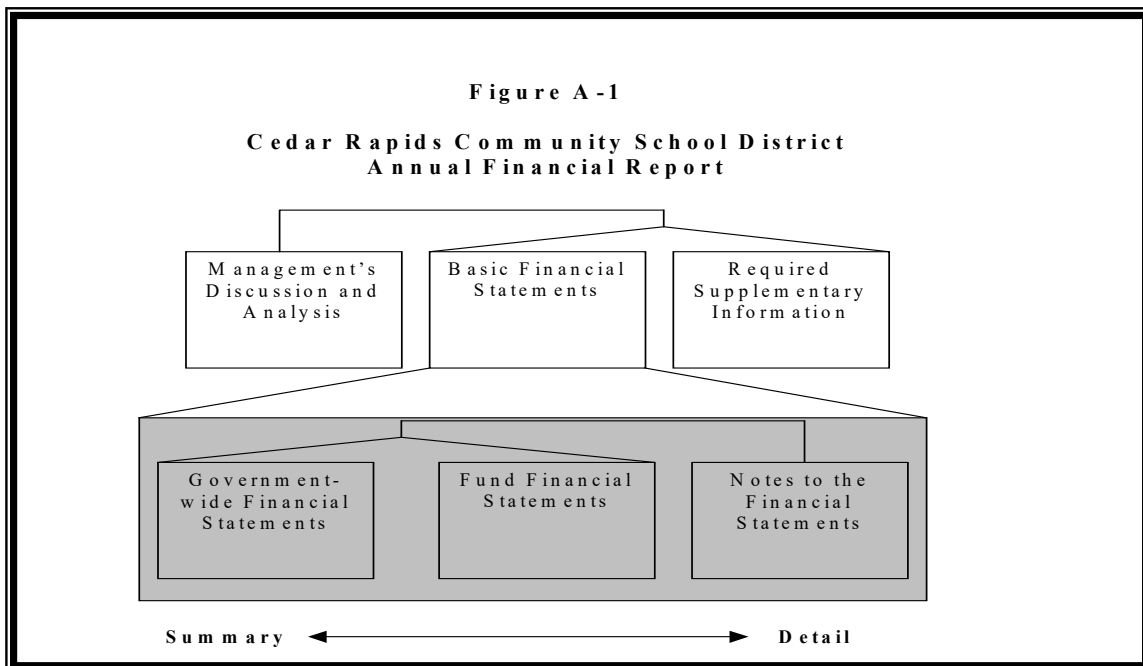 Figure A-1
Cedar Rapids Community School District
Annual Financial Report
Management's
Discussion and
Analysis
Basic Financial
Statements
Required
Supplementary
Information
Government-
wide Financial
Statements
Fund Financial
Statements
Notes to the
Financial
Statements
Summary
Detail